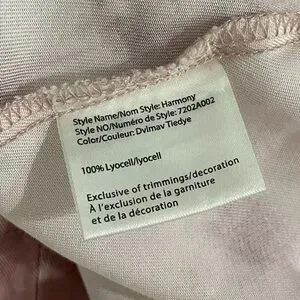 Style Name/Nom Style: Harmony
Style NO/Numéro de Style: 7202A002
Color/Couleur: Dvlmav Tiedye
100% Lyocell/lyocell
Exclusive of trimmings/decoration
À l'exclusion de la garniture
et de la décoration